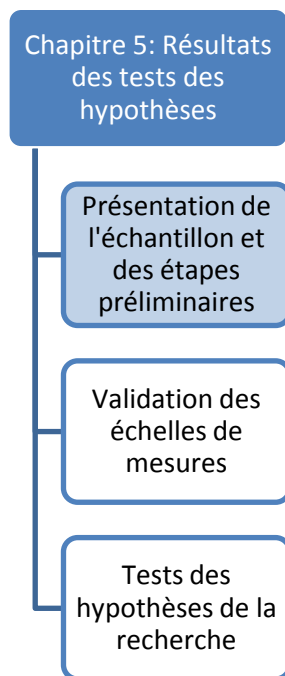 Chapitre 5: Résultats
des tests des
hypothèses
Présentation de
l'échantillon et
des étapes
préliminaires
Validation des
échelles de
mesures
Tests des
hypothèses de la
recherche